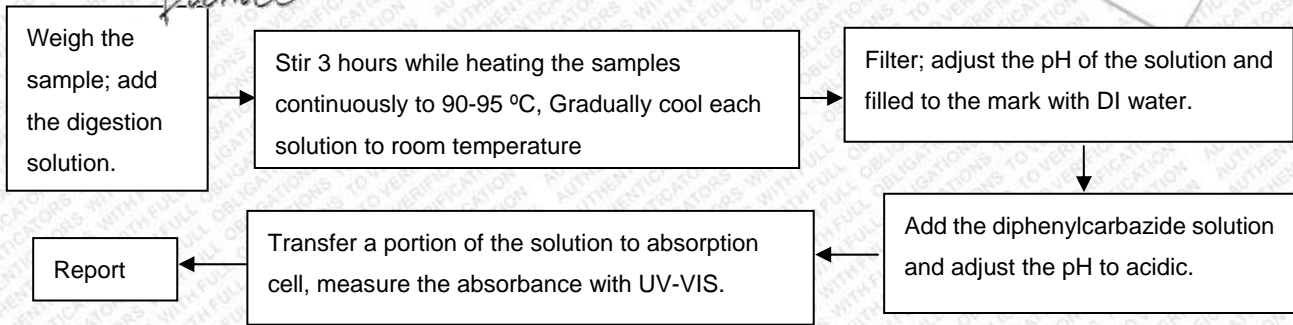 Weigh the
sample; add
the digestion
solution.
Stir 3 hours while heating the samples
continuously to 90-95 ºC, Gradually cool each
solution to room temperature
Filter; adjust the pH of the solution and
filled to the mark with DI water.
Add the diphenylcarbazide solution
and adjust the pH to acidic.
Transfer a portion of the solution to absorption
cell, measure the absorbance with UV-VIS.
Report